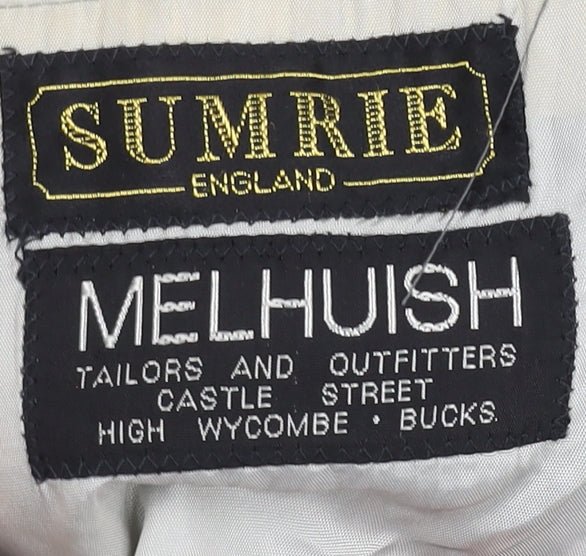 SUMRIE
ENGLAND
MELHUISH
TAILORS AND OUTFITTERS
CASTLE STREET
HIGH WYCOMBE • BUCKS.